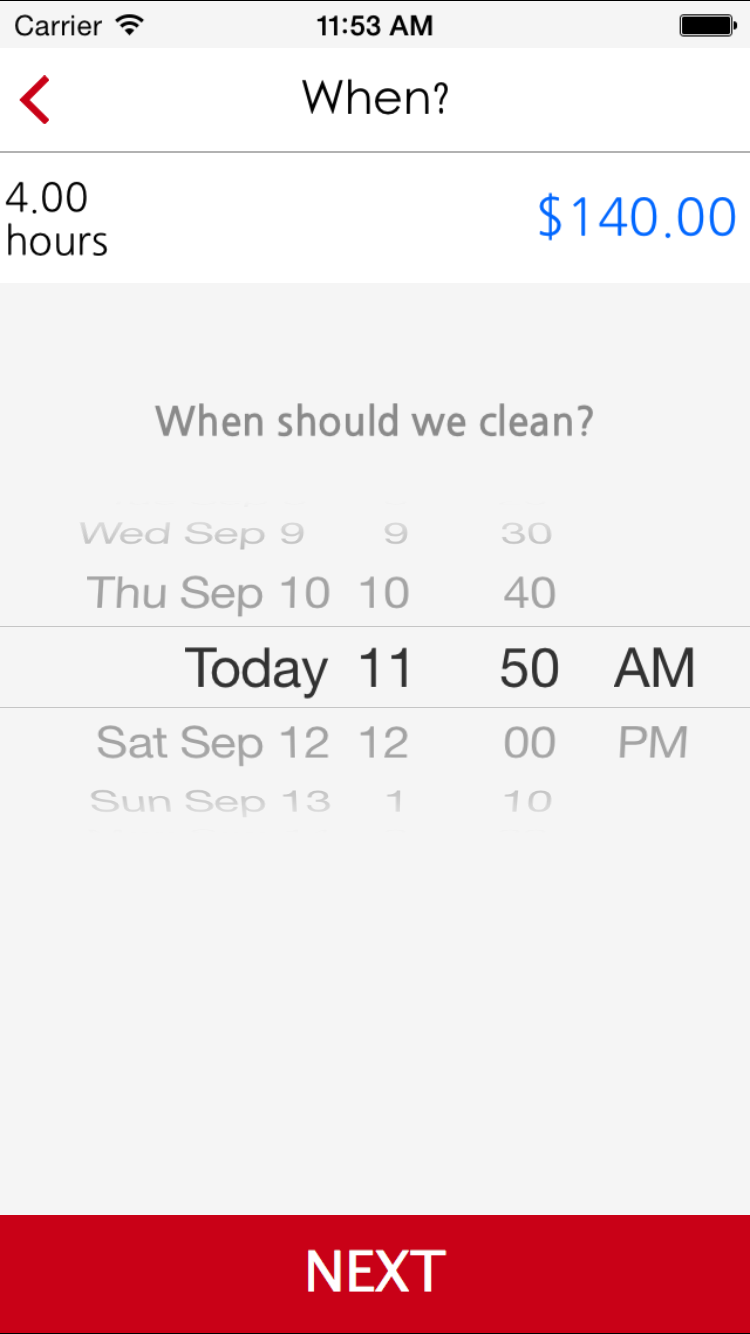 Carrier 11:53 AM
When?
4.00
hours
$140.00
When should we clean?
Wed Sep 9 9 30
Thu Sep 10 10 40
Today 11 50 AM
Sat Sep 12 12 00 PM
Sun Sep 13 1 10
NEXT